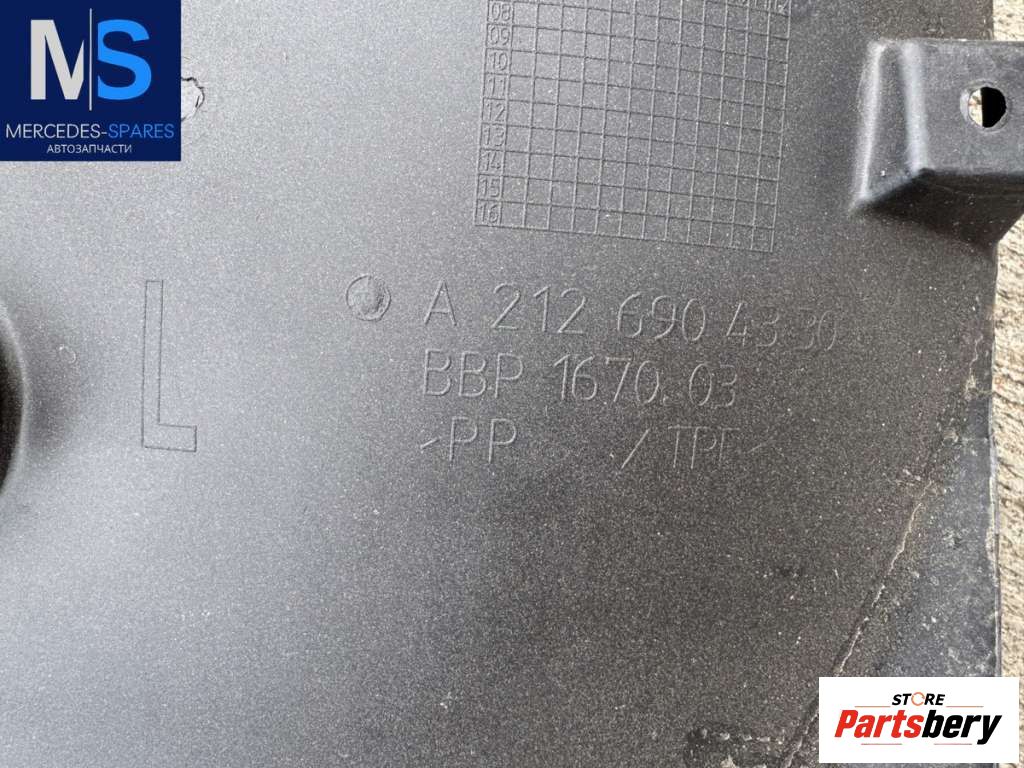 MS
MERCEDES-SPARES
АВТОЗАПЧАСТИ
08
09
10
11
12
13
14
15
16
L
A 212 690 43 30
BBP 1670.03
>PP /TPE<
STORE
Partsbery